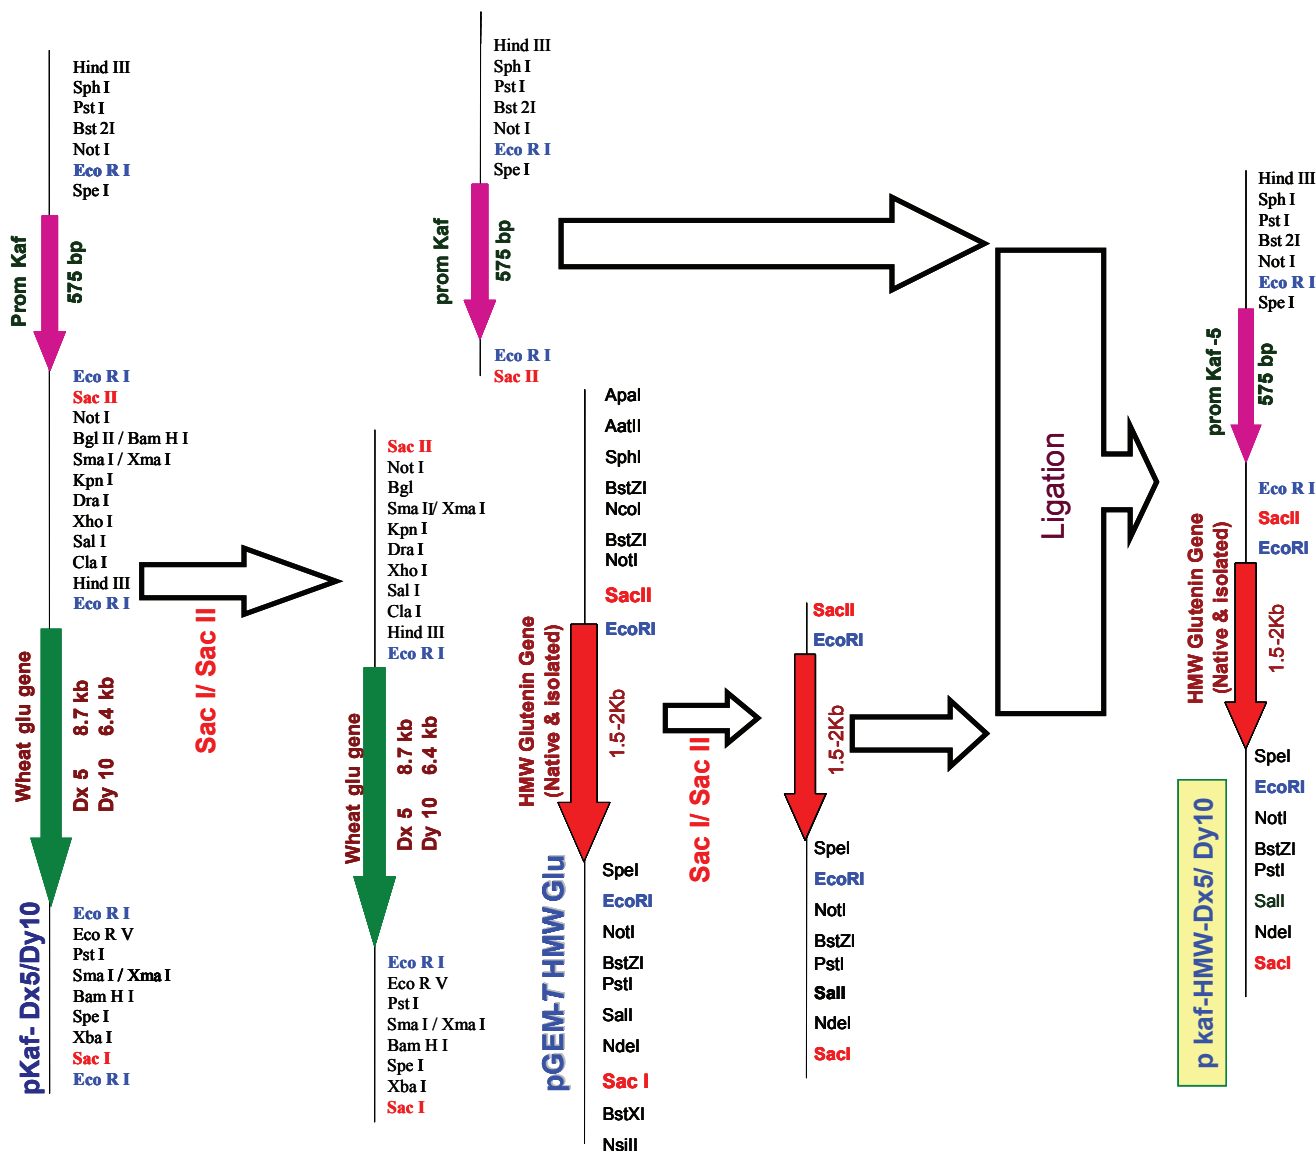 Hind III
Sph I
Pst I
Bst 2I
Not I
Eco R I
Spe I
Prom Kaf
575 bp
Eco R I
Sac II
Not I
Bgl II / Bam H I
Sma I / Xma I
Kpn I
Dra I
Xho I
Sal I
Cla I
Hind III
Eco R I
Wheat glu gene
Dx 5 8.7 kb
Dy 10 6.4 kb
Eco R I
Eco R V
Pst I
Sma I / Xma I
Bam H I
Spe I
Xba I
Sac I
Eco R I
pKaf- Dx5/Dy10
Sac I/ Sac II
Sac II
Not I
Bgl
Sma II/ Xma I
Kpn I
Dra I
Xho I
Sal I
Cla I
Hind III
Eco R I
Wheat glu gene
Dx 5 8.7 kb
Dy 10 6.4 kb
Eco R I
Eco R V
Pst I
Sma I / Xma I
Bam H I
Spe I
Xba I
Sac I
Hind III
Sph I
Pst I
Bst 2I
Not I
Eco R I
Spe I
prom Kaf
575 bp
Eco R I
Sac II
ApaI
AatII
SphI
BstZI
NcoI
BstZI
NotI
SacII
EcoRI
HMW Glutenin Gene
(Native & isolated)
1.5-2Kb
SpeI
EcoRI
NotI
BstZI
PstI
SalI
NdeI
Sac I
BstXI
NsiII
pGEM-T HMW Glu
Sac I/ Sac II
SacII
EcoRI
1.5-2Kb
SpeI
EcoRI
NotI
BstZI
PstI
SalI
NdeI
SacI
Ligation
Hind III
Sph I
Pst I
Bst 2I
Not I
Eco R I
Spe I
prom Kaf -5
575 bp
Eco R I
SacII
EcoRI
HMW Glutenin Gene
(Native & isolated)
1.5-2Kb
SpeI
EcoRI
NotI
BstZI
PstI
SalI
NdeI
SacI
p kaf-HMW-Dx5/ Dy10